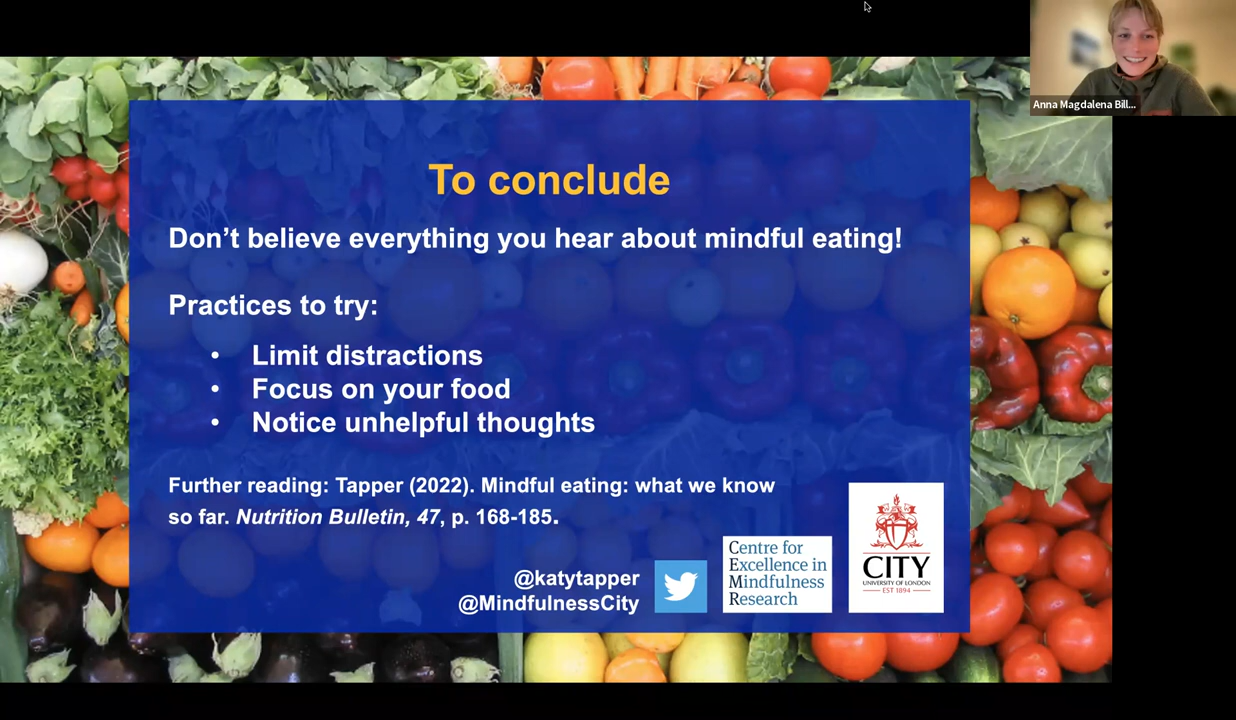 Anna Magdalena Bill...
To conclude
Don’t believe everything you hear about mindful eating!
Practices to try:
• Limit distractions
• Focus on your food
• Notice unhelpful thoughts
Further reading: Tapper (2022). Mindful eating: what we know
so far. Nutrition Bulletin, 47, p. 168-185.
@katytapper
@MindfulnessCity
Centre for
Excellence in
Mindfulness
Research
CITY
UNIVERSITY OF LONDON
EST 1894